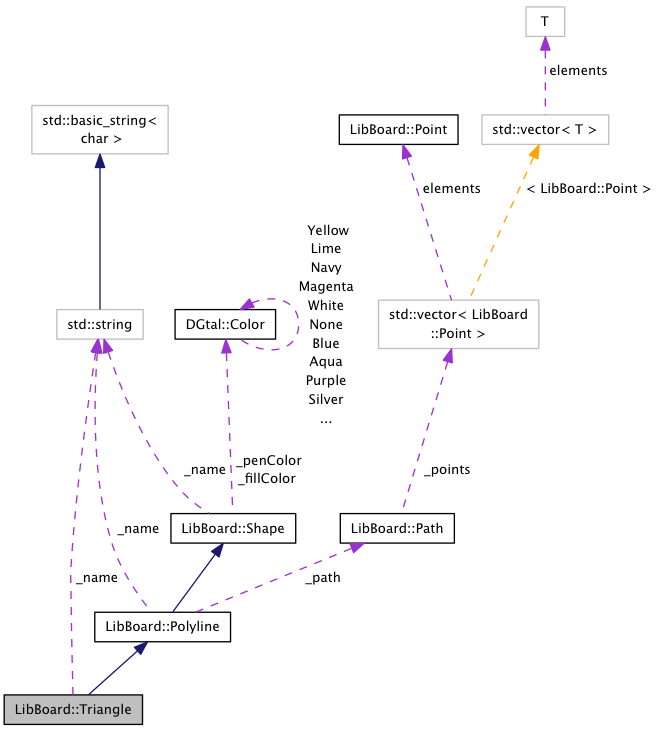 T
elements
std::basic_string<
char >
LibBoard::Point
std::vector< T >
elements
< LibBoard::Point >
Yellow
Lime
Navy
Magenta
White
None
Blue
Aqua
Purple
Silver
...
std::string
DGtal::Color
std::vector< LibBoard
::Point >
_name
_penColor
_fillColor
_points
LibBoard::Shape
LibBoard::Path
_name
_name
_path
LibBoard::Polyline
LibBoard::Triangle